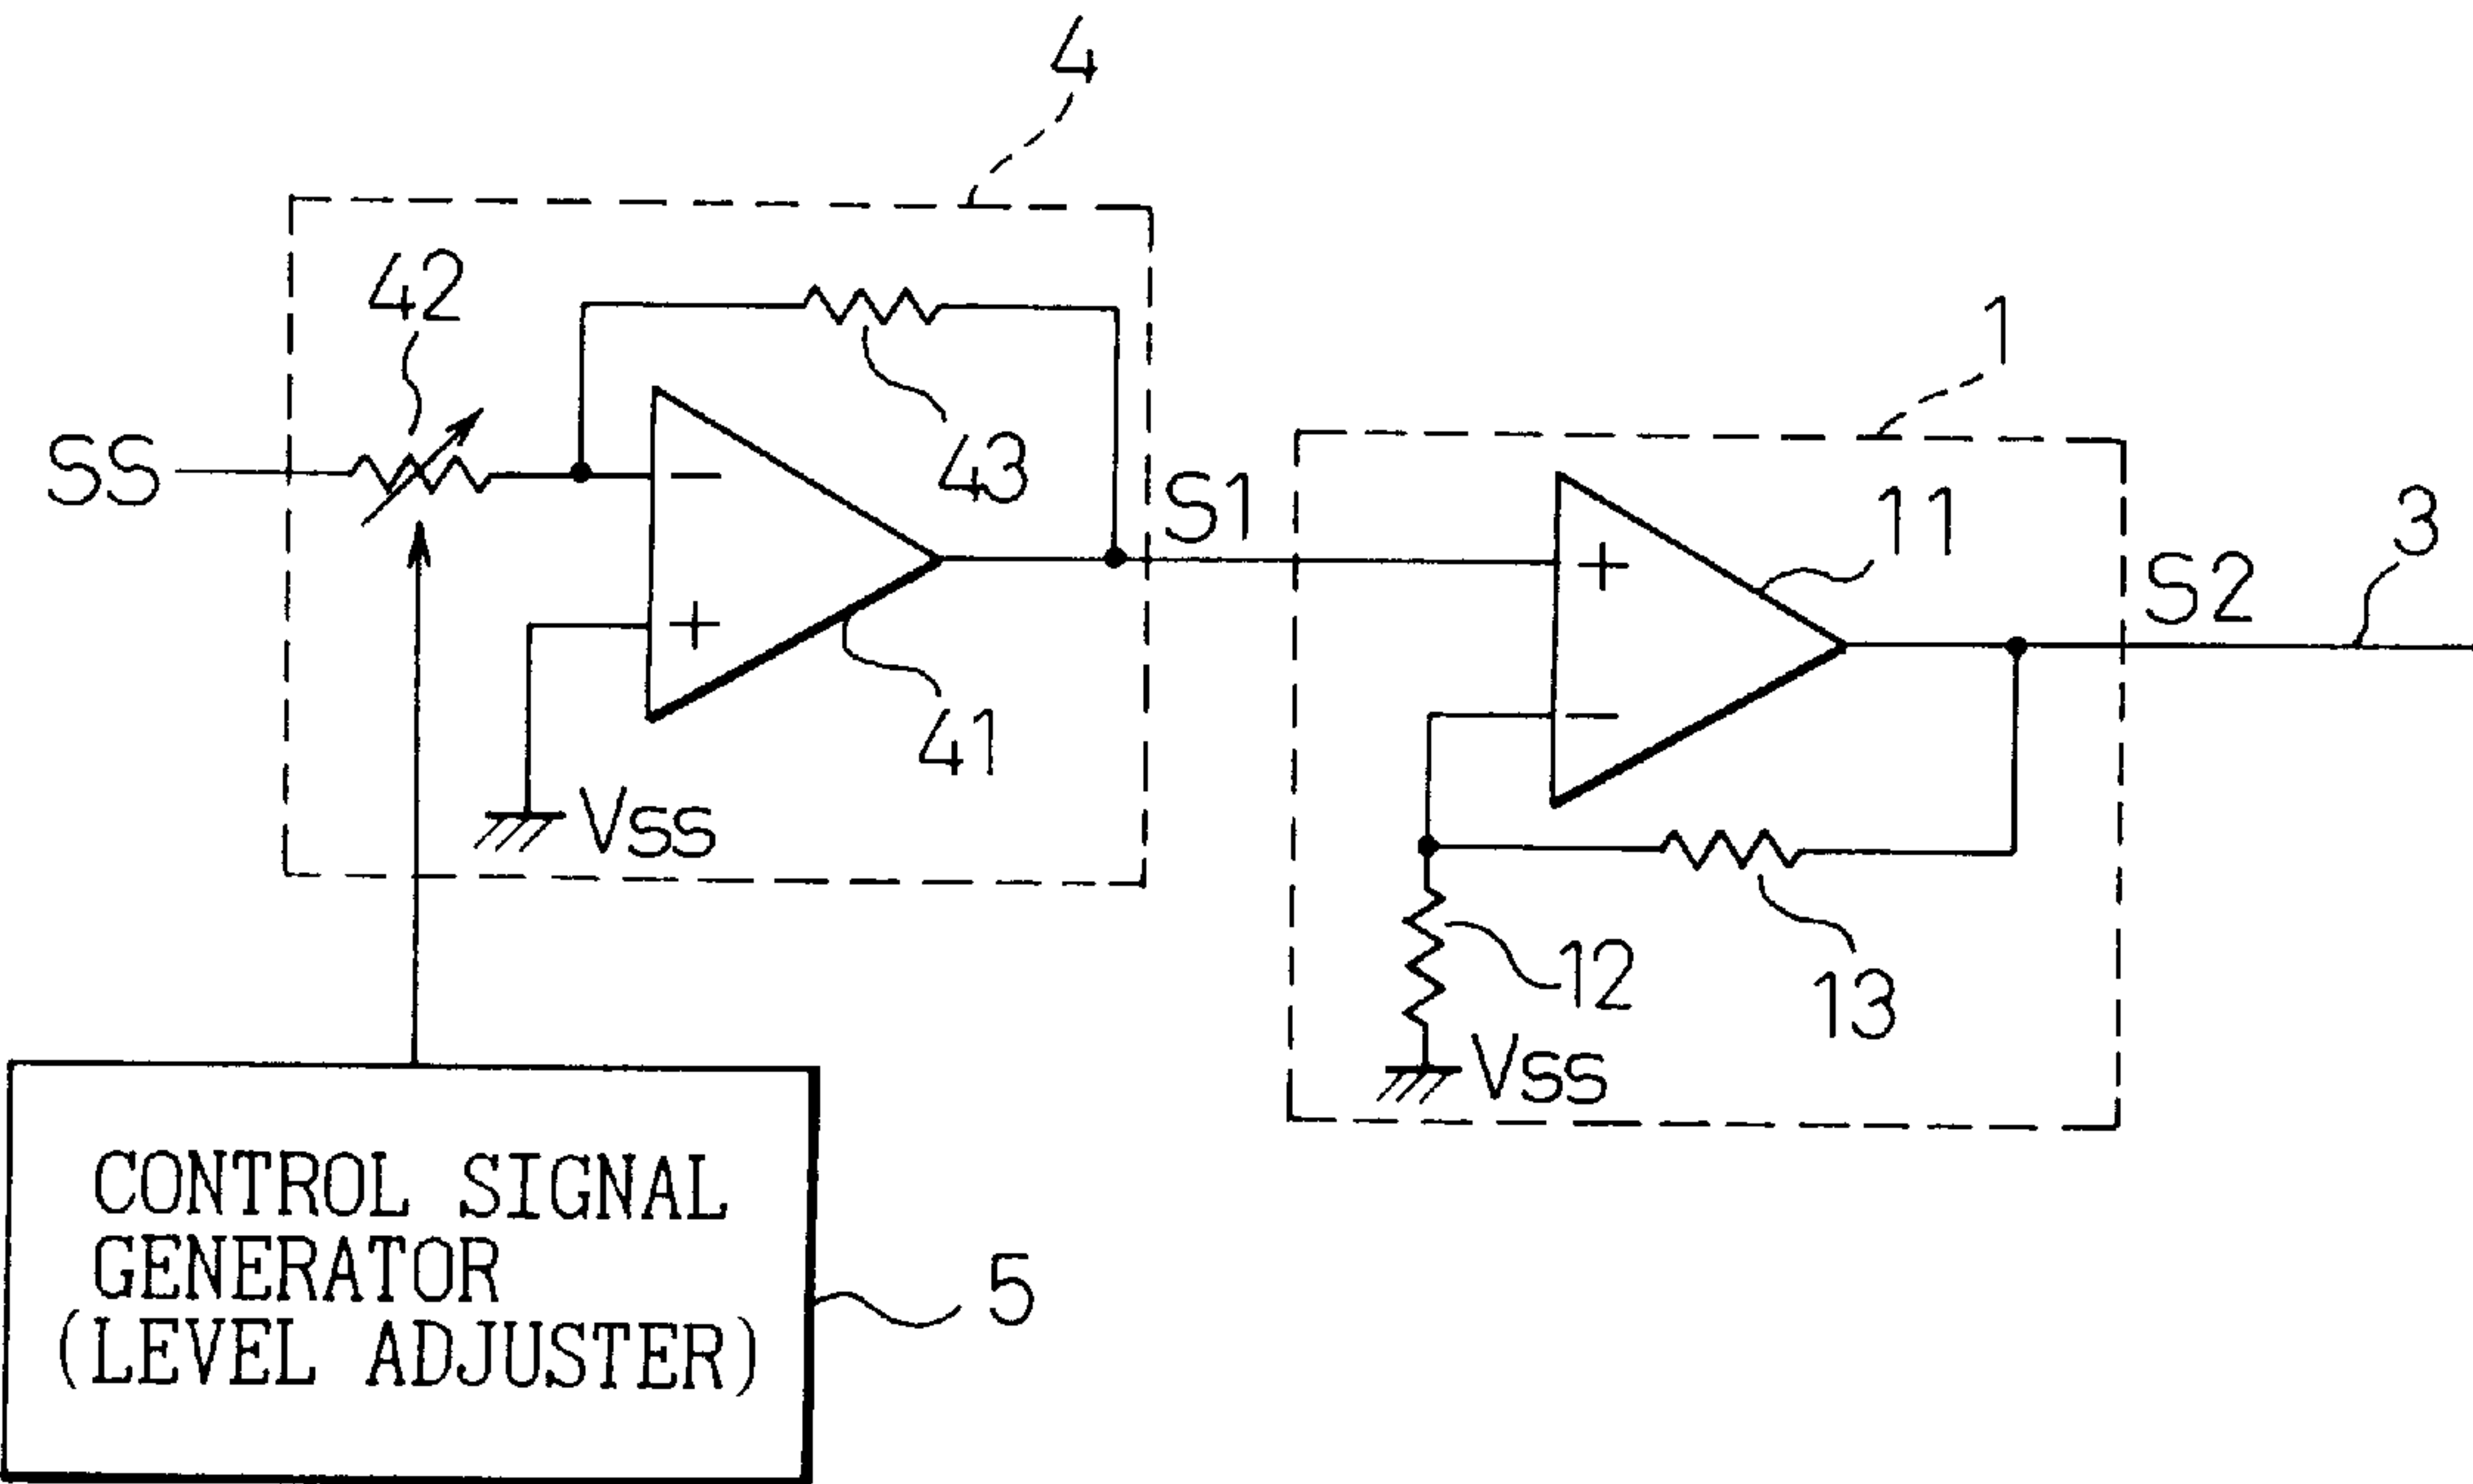 4
42
1
SS
43
S1
11
3
S2
41
Vss
12
13
Vss
CONTROL SIGNAL
GENERATOR
(LEVEL ADJUSTER)
5